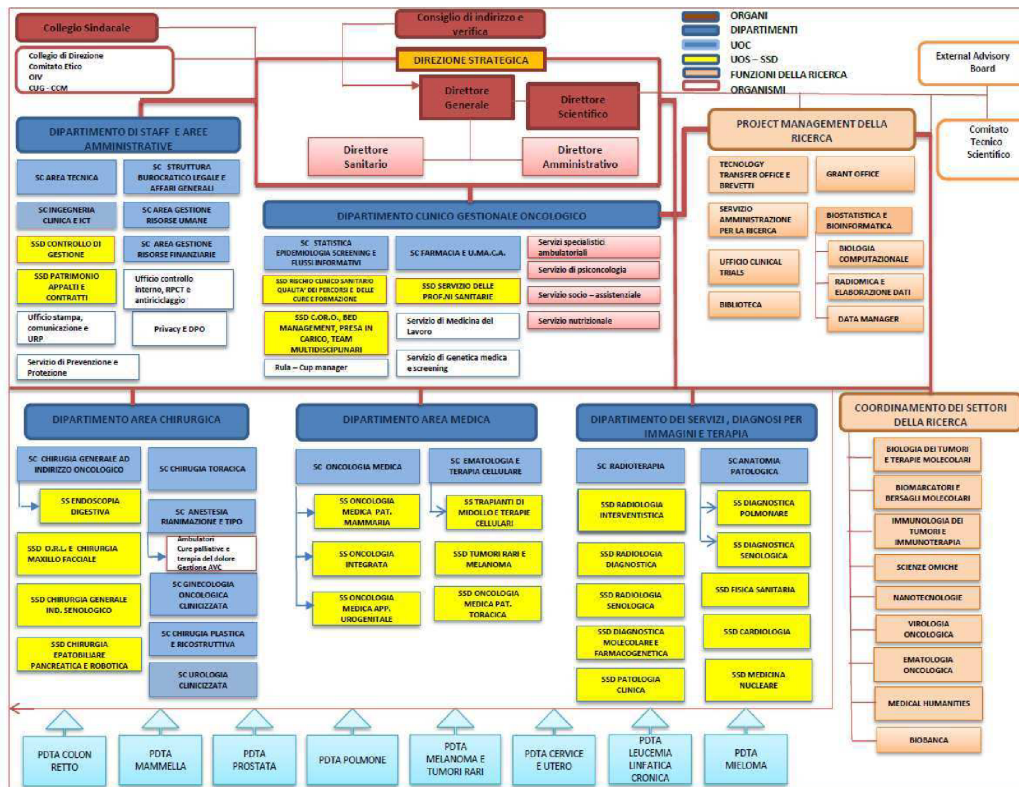 Collegio Sindacale
Consiglio di indirizzo e
verifica
ORGANI
DIPARTIMENTI
UOC
UOS – SSD
FUNZIONI DELLA RICERCA
ORGANISMI
Collegio di Direzione
Comitato Etico
OIV
CUG - CCM
DIREZIONE STRATEGICA
Direttore
Generale
Direttore
Scientifico
Direttore
Sanitario
Direttore
Amministrativo
External Advisory
Board
Comitato
Tecnico
Scientifico
DIPARTIMENTO DI STAFF E AREE
AMMINISTRATIVE
SC AREA TECNICA
SC STRUTTURA
BUROCRATICO LEGALE E
AFFARI GENERALI
SC INGEGNERIA
CLINICA E ICT
SC AREA GESTIONE
RISORSE UMANE
SSD CONTROLLO DI
GESTIONE
SC AREA GESTIONE
RISORSE FINANZIARIE
SSD PATRIMONIO
APPALTI E
CONTRATTI
Ufficio controllo
interno, RPCT e
antiriciclaggio
Ufficio stampa,
comunicazione e
URP
Privacy E DPO
Servizio di Prevenzione e
Protezione
DIPARTIMENTO CLINICO GESTIONALE ONCOLOGICO
SC STATISTICA
EPIDEMIOLOGIA SCREENING E
FLUSSI INFORMATIVI
SC FARMACIA E U.MA.C.A.
Servizi specialistici
ambulatoriali
SSD RISCHIO CLINICO SANITARIO
QUALITA' DEI PERCORSI E DELLE
CURE E FORMAZIONE
SSD SERVIZIO DELLE
PROF.NI SANITARIE
Servizio di psiconcologia
SSD C.OR.O., BED
MANAGEMENT, PRESA IN
CARICO, TEAM
MULTIDISCIPLINARI
Servizio di Medicina del
Lavoro
Servizio socio – assistenziale
Servizio nutrizionale
Rula – Cup manager
Servizio di Genetica medica
e screening
PROJECT MANAGEMENT DELLA
RICERCA
TECNOLOGY
TRANSFER OFFICE E
BREVETTI
GRANT OFFICE
SERVIZIO
AMMINISTRAZIONE
PER LA RICERCA
BIOSTATISTICA E
BIOINFORMATICA
UFFICIO CLINICAL
TRIALS
BIOLOGIA
COMPUTAZIONALE
RADIOMICA E
ELABORAZIONE DATI
BIBLIOTECA
DATA MANAGER
DIPARTIMENTO AREA CHIRURGICA
SC CHIRUGIA GENERALE AD
INDIRIZZO ONCOLOGICO
SC CHIRUGIA TORACICA
SS ENDOSCOPIA
DIGESTIVA
SC ANESTESIA
RIANIMAZIONE E TIPO
Ambulatori
Cure palliative e
terapia del dolore
Gestione AVC
SSD O.R.L. E CHIRUGIA
MAXILLO FACCIALE
SC GINECOLOGIA
ONCOLOGICA
CLINICIZZATA
SSD CHIRURGIA GENERALE
IND. SENOLOGICO
SC CHIRUGIA PLASTICA E
RICOSTRUTTIVA
SSD CHIRURGIA
EPATOBILIARE
PANCREATICA E ROBOTICA
SC UROLOGIA
CLINICIZZATA
DIPARTIMENTO AREA MEDICA
SC ONCOLOGIA MEDICA
SC EMATOLOGIA E
TERAPIA CELLULARE
SS ONCOLOGIA
MEDICA PAT.
MAMMARIA
SS TRAPIANTI DI
MIDOLLO E TERAPIE
CELLULARI
SS ONCOLOGIA
INTEGRATA
SSD TUMORI RARI E
MELANOMA
SS ONCOLOGIA
MEDICA APP.
UROGENITALE
SSD ONCOLOGIA
MEDICA PAT.
TORACICA
DIPARTIMENTO DEI SERVIZI , DIAGNOSI PER
IMMAGINI E TERAPIA
SC RADIOTERAPIA
SC ANATOMIA
PATOLOGICA
SSD RADIOLOGIA
INTERVENTISTICA
SS DIAGNOSTICA
POLMONARE
SSD RADIOLOGIA
DIAGNOSTICA
SS DIAGNOSTICA
SENOLOGICA
SSD RADIOLOGIA
SENOLOGICA
SSD FISICA SANITARIA
SSD DIAGNOSTICA
MOLECOLARE E
FARMACOGENETICA
SSD CARDIOLOGIA
SSD PATOLOGIA
CLINICA
SSD MEDICINA
NUCLEARE
COORDINAMENTO DEI SETTORI
DELLA RICERCA
BIOLOGIA DEI TUMORI
E TERAPIE MOLECOLARI
BIOMARCATORI E
BERSAGLI MOLECOLARI
IMMUNOLOGIA DEI
TUMORI E
IMMUNOTERAPIA
SCIENZE OMICHE
NANOTECNOLOGIE
VIROLOGIA
ONCOLOGICA
EMATOLOGIA
ONCOLOGICA
MEDICAL HUMANITIES
BIOBANCA
PDTA COLON
RETTO
PDTA
MAMMELLA
PDTA
PROSTATA
PDTA POLMONE
PDTA
MELANOMA E
TUMORI RARI
PDTA CERVICE
E UTERO
PDTA
LEUCEMIA
LINFATICA
CRONICA
PDTA
MIELOMA